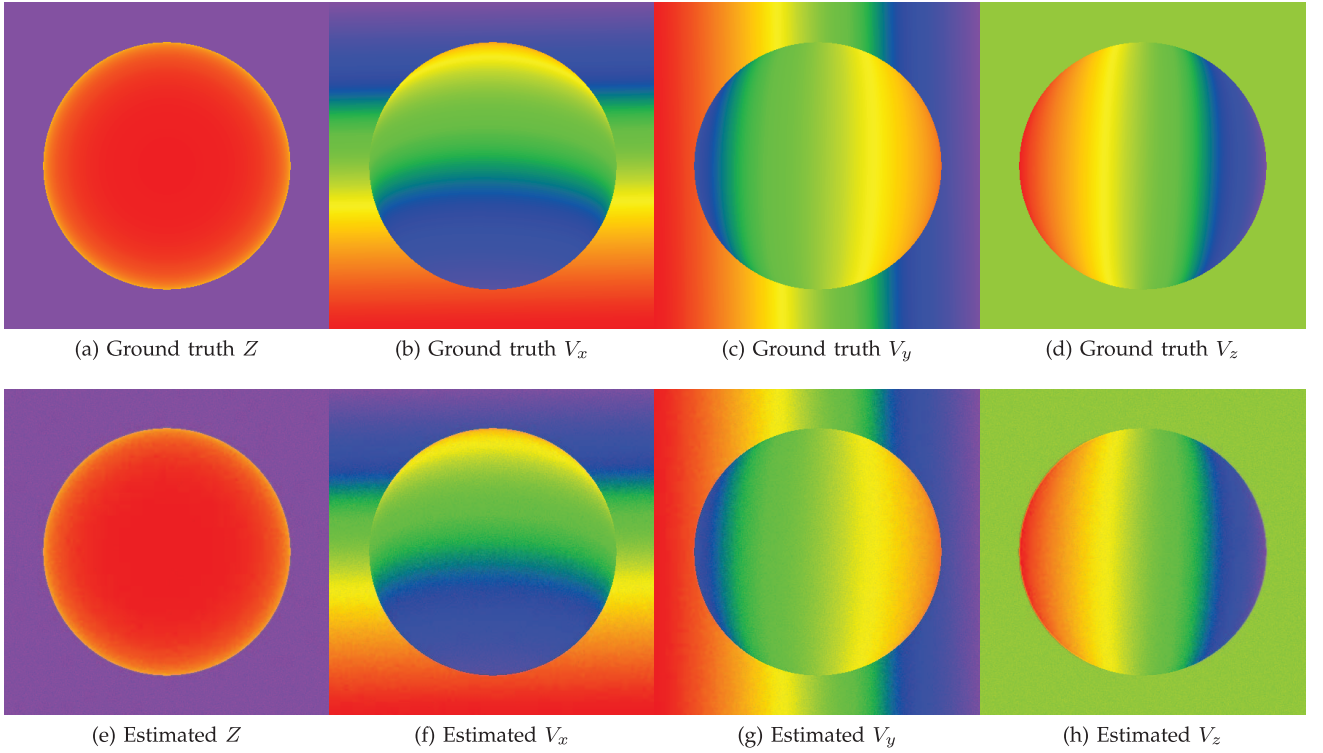 (a) Ground truth Z
(b) Ground truth Vx
(c) Ground truth Vy
(d) Ground truth Vz
(e) Estimated Z
(f) Estimated Vx
(g) Estimated Vy
(h) Estimated Vz